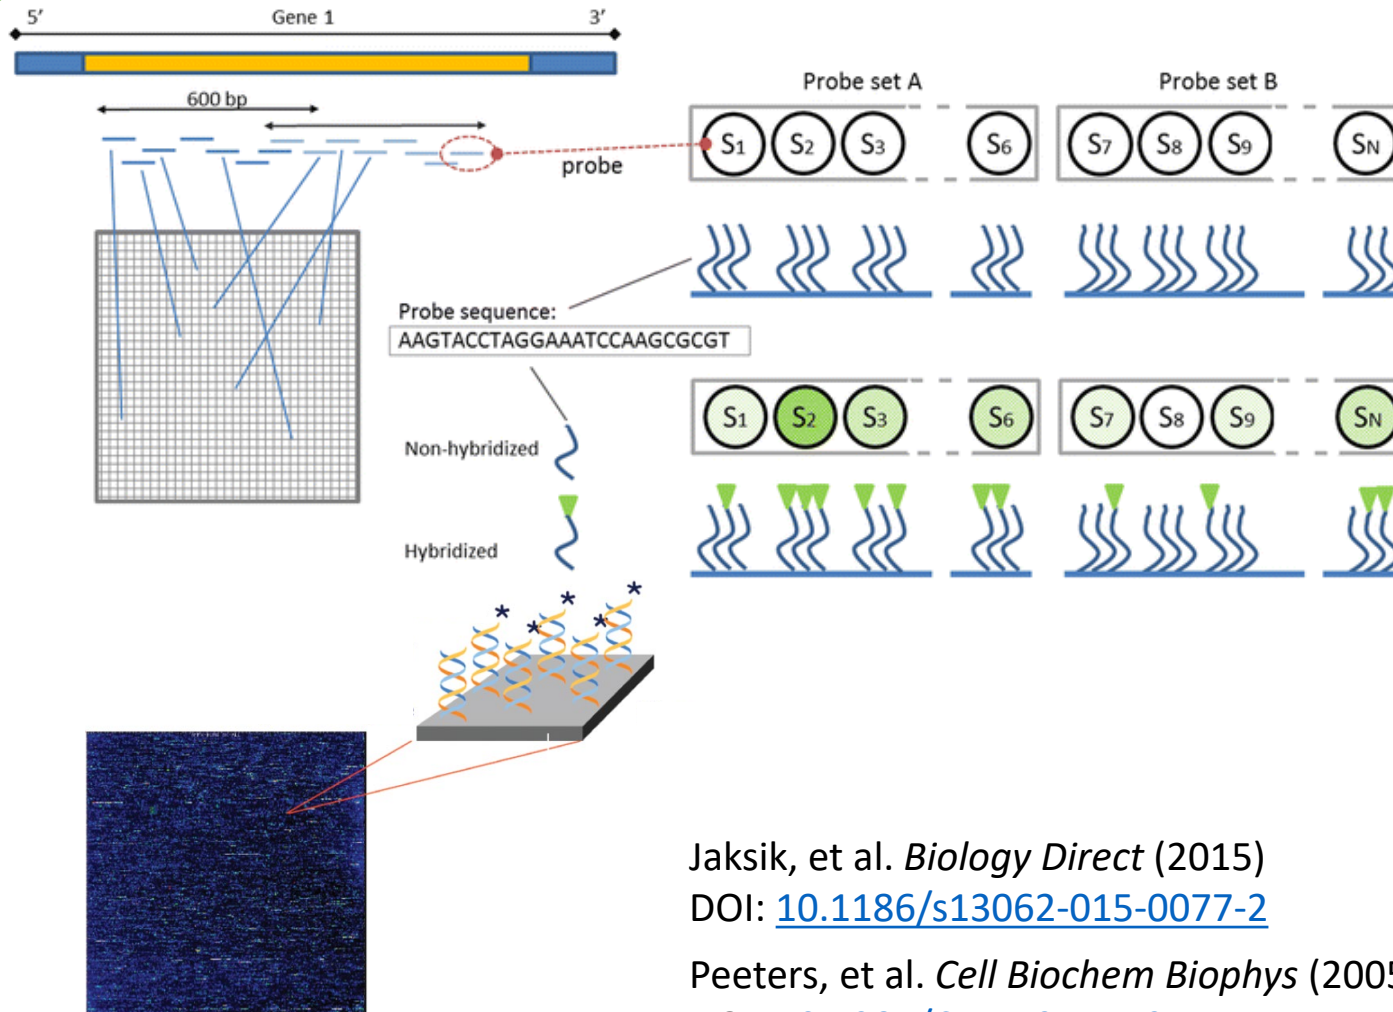 5’ Gene 1 3’
600 bp
probe
Probe set A
Probe set B
S1 S2 S3 S6 S7 S8 S9 SN
Probe sequence:
AAGTACCTAGGAAATCCAAGCGCGT
S1 S2 S3 S6 S7 S8 S9 SN
Non-hybridized
Hybridized
* * * * *
Jaksik, et al. Biology Direct (2015)
DOI: 10.1186/s13062-015-0077-2
Peeters, et al. Cell Biochem Biophys (2005